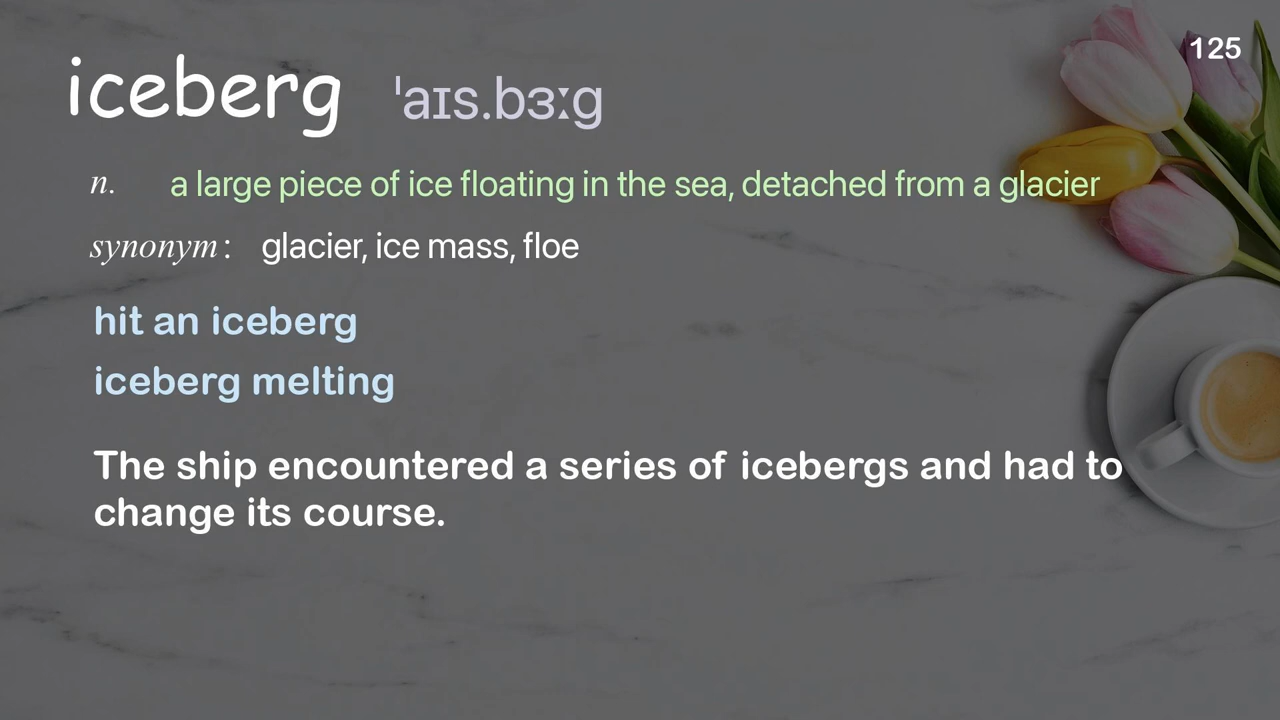 125
iceberg ˈaɪs.bɜːg
n. a large piece of ice floating in the sea, detached from a glacier
synonym: glacier, ice mass, floe
hit an iceberg
iceberg melting
The ship encountered a series of icebergs and had to
change its course.